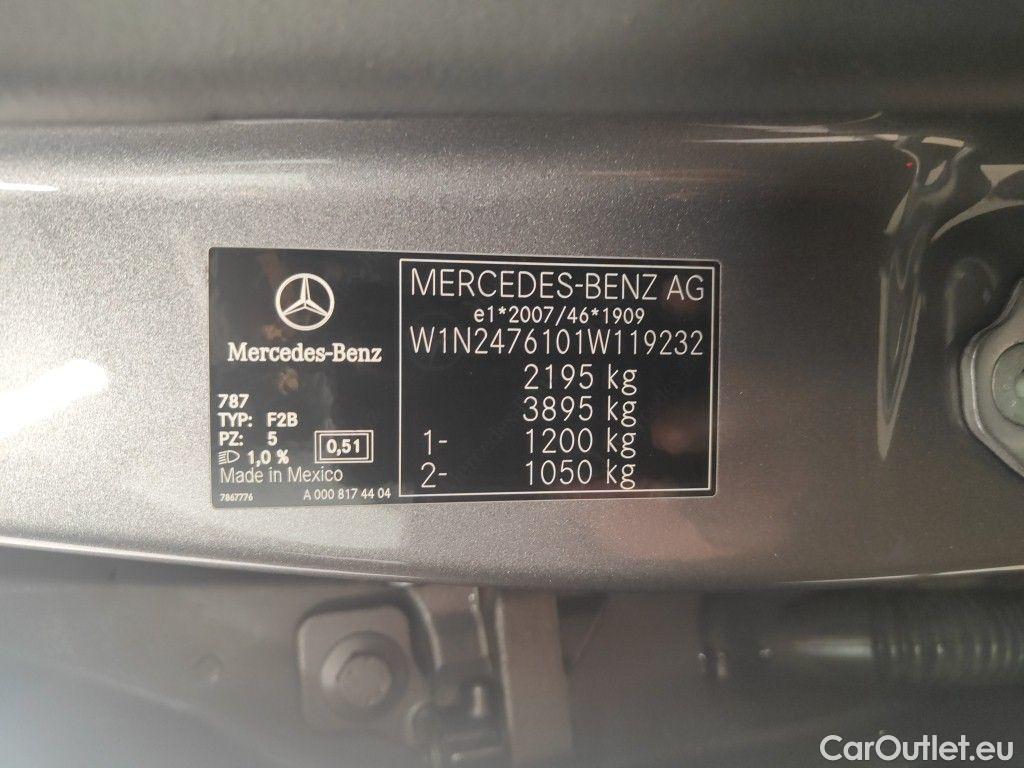 Mercedes-Benz
787
TYP: F2B
PZ: 5
1,0 %
0,51
Made in Mexico
7867776
A 000 817 44 04
MERCEDES-BENZ AG
e1*2007/46*1909
W1N2476101W119232
2195 kg
3895 kg
1- 1200 kg
2- 1050 kg
CarOutlet.eu